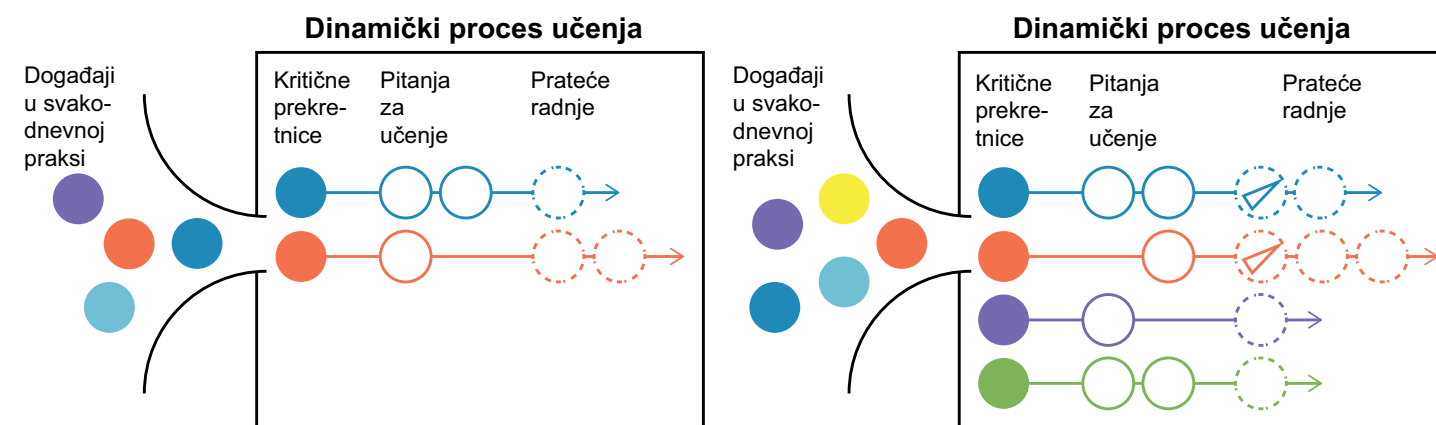 Dinamički proces učenja
Događaji
u svako-
dnevnoj
praksi
Kritične
prekre-
tnice
Pitanja
za
učenje
Prateće
radnje
Dinamički proces učenja
Događaji
u svako-
dnevnoj
praksi
Kritične
prekre-
tnice
Pitanja
za
učenje
Prateće
radnje